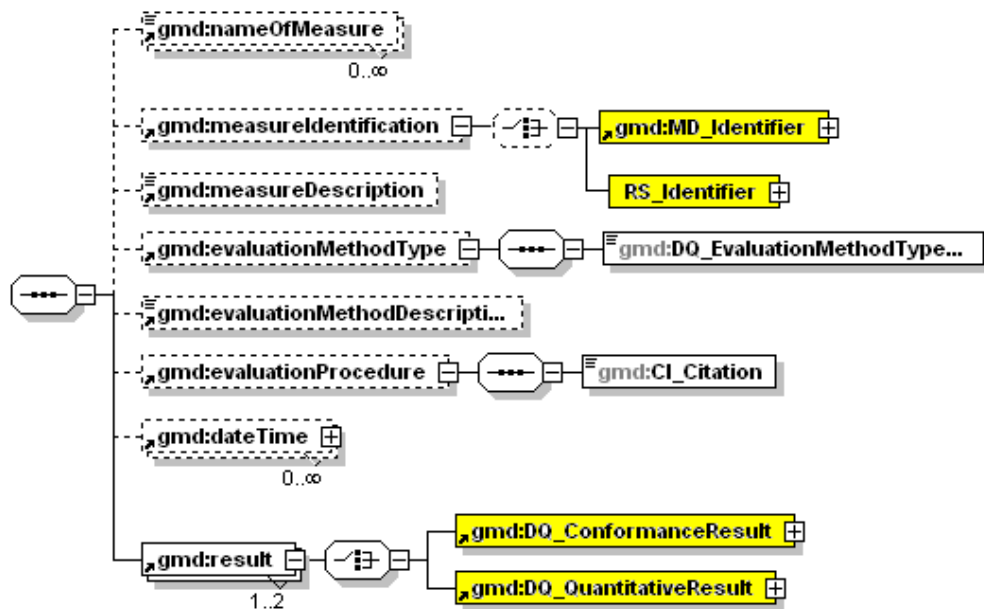 gmd:nameOfMeasure
0..∞
gmd:measureIdentification
gmd:MD_Identifier
RS_Identifier
gmd:measureDescription
gmd:evaluationMethodType
gmd:DQ_EvaluationMethodType...
gmd:evaluationMethodDescripti...
gmd:evaluationProcedure
gmd:CI_Citation
gmd:dateTime
0..∞
gmd:result
1..2
gmd:DQ_ConformanceResult
gmd:DQ_QuantitativeResult